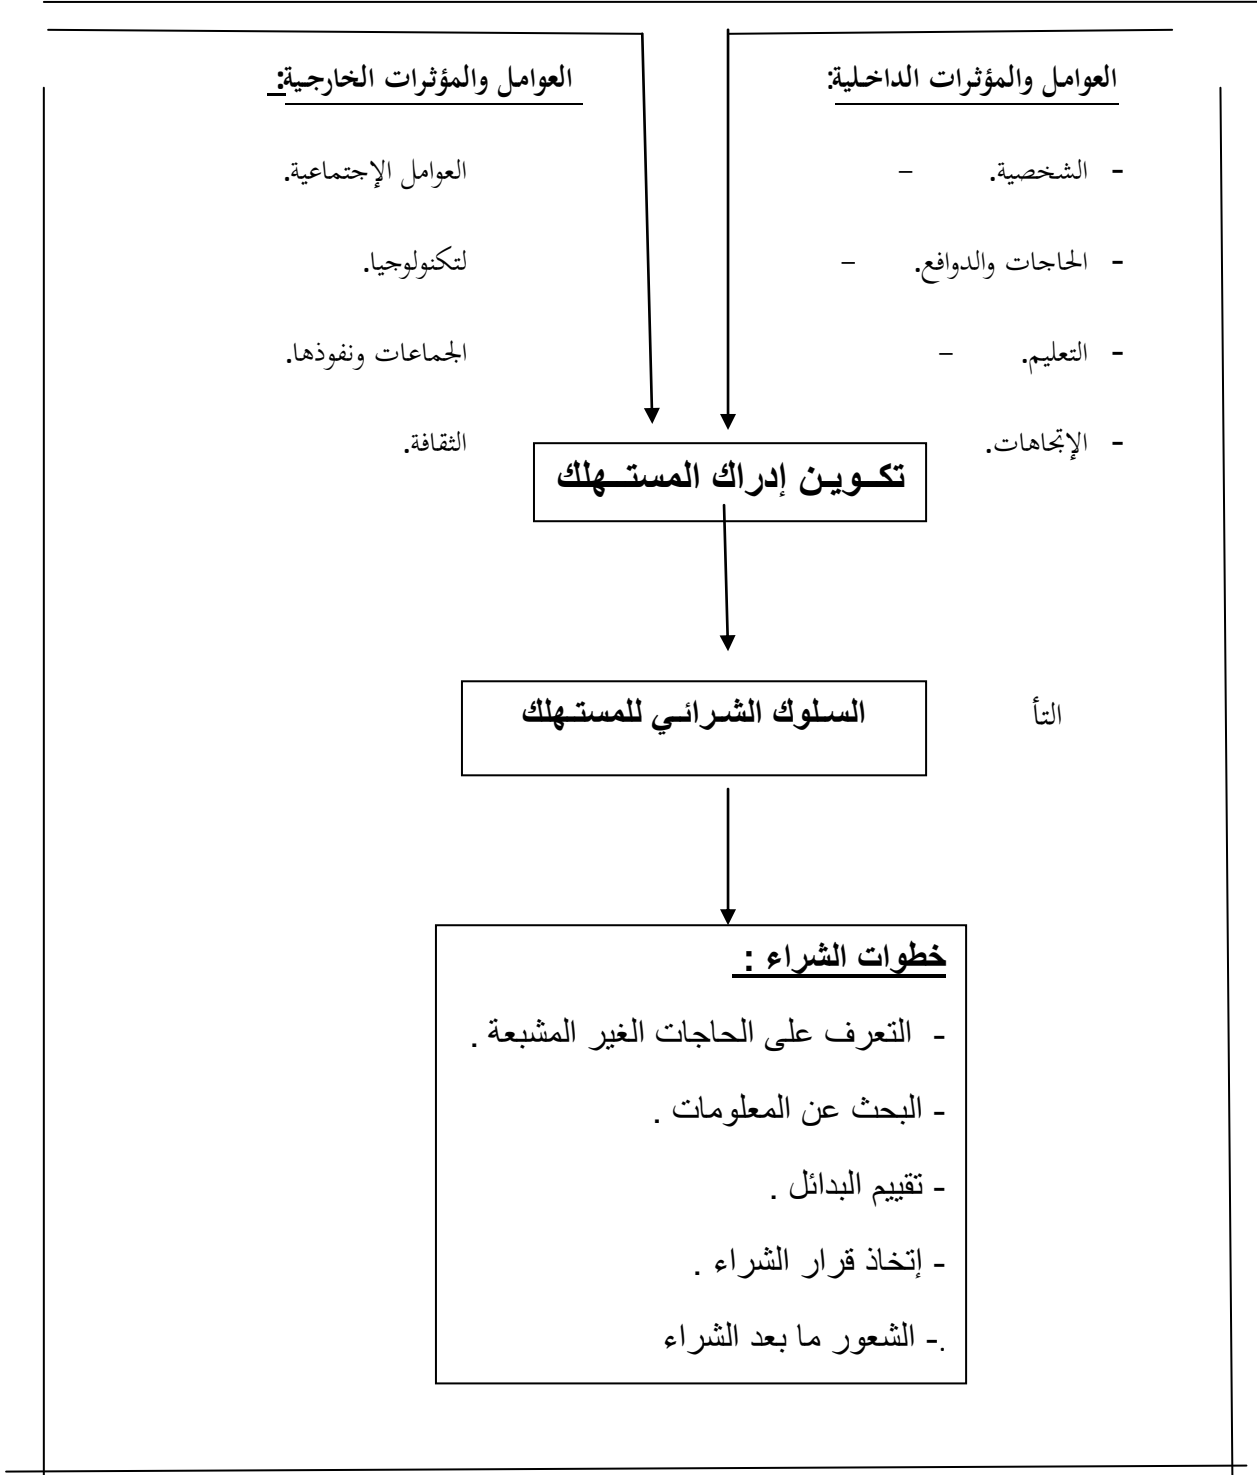 العوامل والمؤثرات الداخلية: العوامل والمؤثرات الخارجية:
- الشخصية. – العوامل الإجتماعية.
- الحاجات والدوافع. – لتكنولوجيا.
- التعليم. – الجماعات ونفوذها.
- الإتجاهات. الثقافة.
تكوين إدراك المستهلك
التأ
السلوك الشرائي للمستهلك
خطوات الشراء :
- التعرف على الحاجات الغير المشبعة .
- البحث عن المعلومات .
- تقييم البدائل .
- إتخاذ قرار الشراء .
.- الشعور ما بعد الشراء